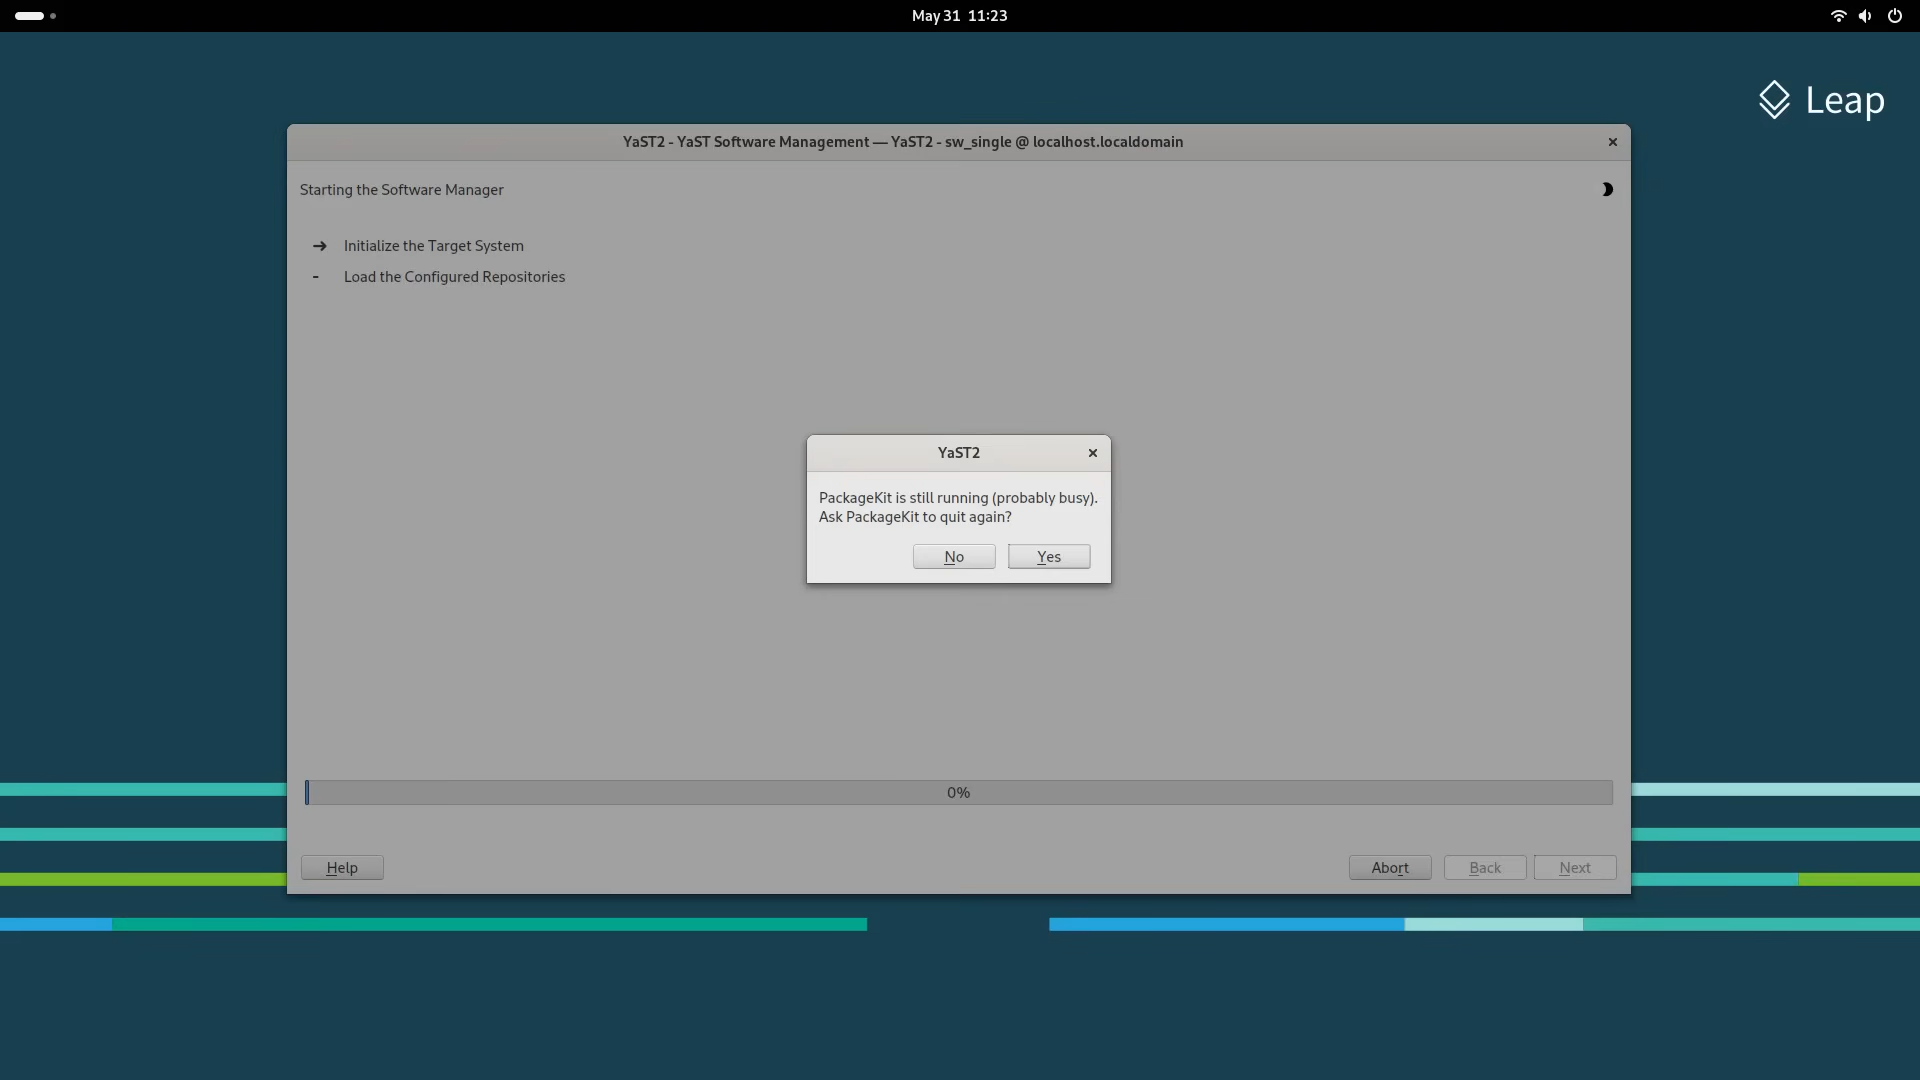 May 31 11:23
Leap
YaST2 - YaST Software Management — YaST2 - sw_single @ localhost.localdomain
Starting the Software Manager
Initialize the Target System
- Load the Configured Repositories
YaST2
PackageKit is still running (probably busy).
Ask PackageKit to quit again?
No Yes
0%
Help Abort Back Next